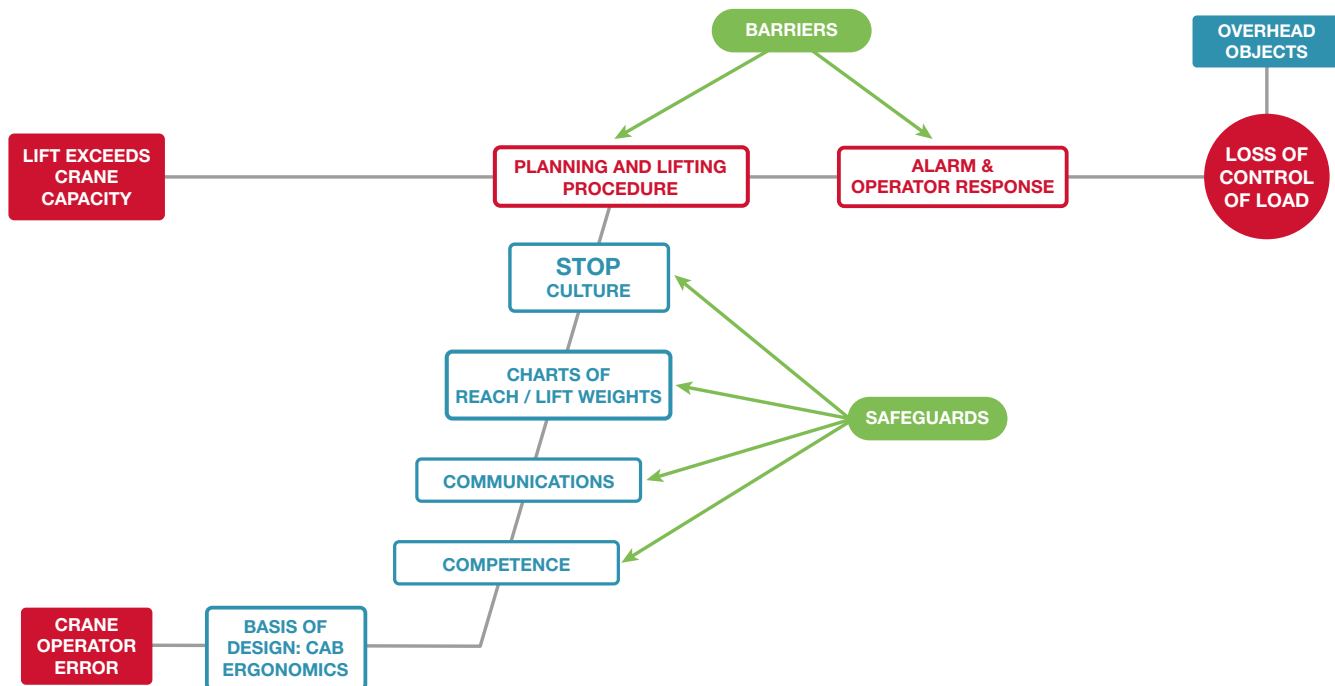 BARRIERS
OVERHEAD
OBJECTS
LIFT EXCEEDS
CRANE
CAPACITY
PLANNING AND LIFTING
PROCEDURE
ALARM &
OPERATOR RESPONSE
LOSS OF
CONTROL
OF LOAD
STOP
CULTURE
CHARTS OF
REACH / LIFT WEIGHTS
SAFEGUARDS
COMMUNICATIONS
COMPETENCE
CRANE
OPERATOR
ERROR
BASIS OF
DESIGN: CAB
ERGONOMICS